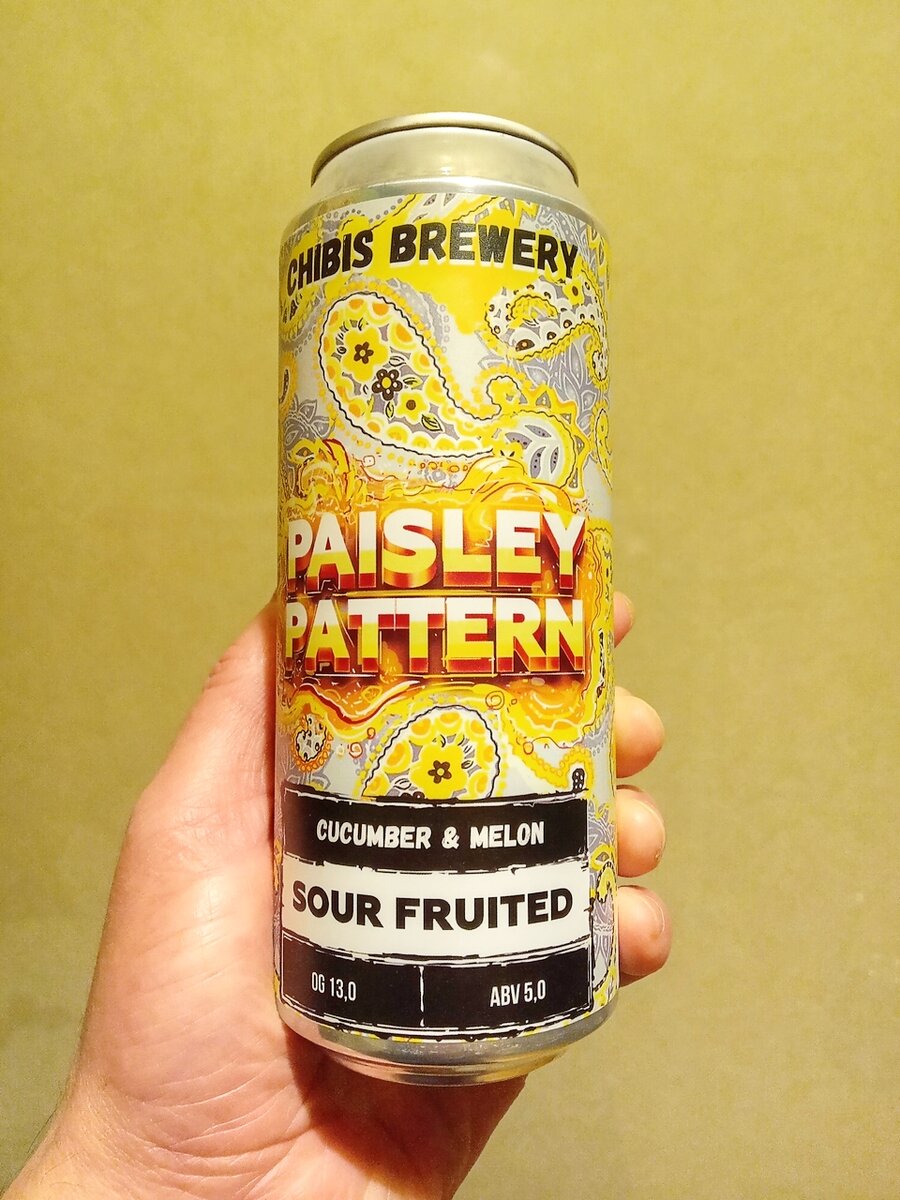 CHIBIS BREWERY
PAISLEY
PATTERN
CUCUMBER & MELON
SOUR FRUITED
OG 13,0
ABV 5,0